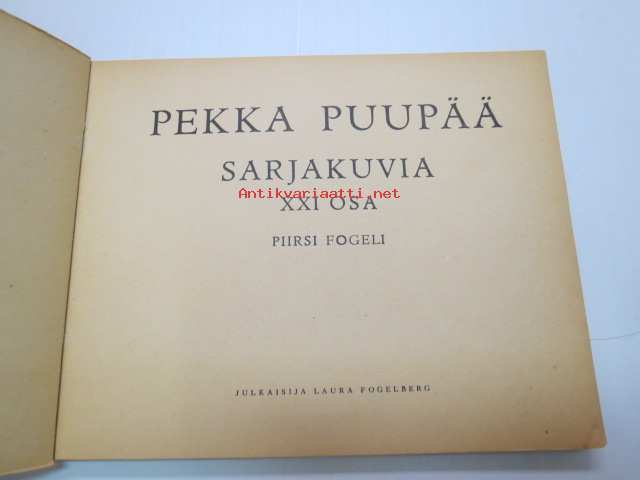 PEKKA PUUPÄÄ
SARJAKUVIA
Antikvariaatti.net
XXI OSA
PIIRSI FOGELI
JULKAISIJA LAURA FOGELBERG